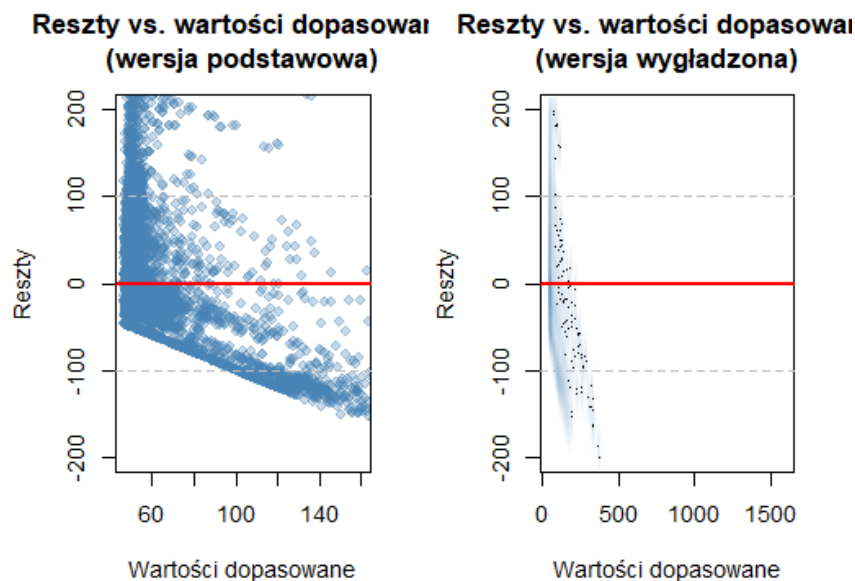 Reszty vs. wartości dopasowan
(wersja podstawowa)
Reszty
200
100
0
-100
-200
60
100
140
Wartości dopasowane
Reszty vs. wartości dopasowan
(wersja wygładzona)
Reszty
200
100
0
-100
-200
0
500
1000
1500
Wartości dopasowane